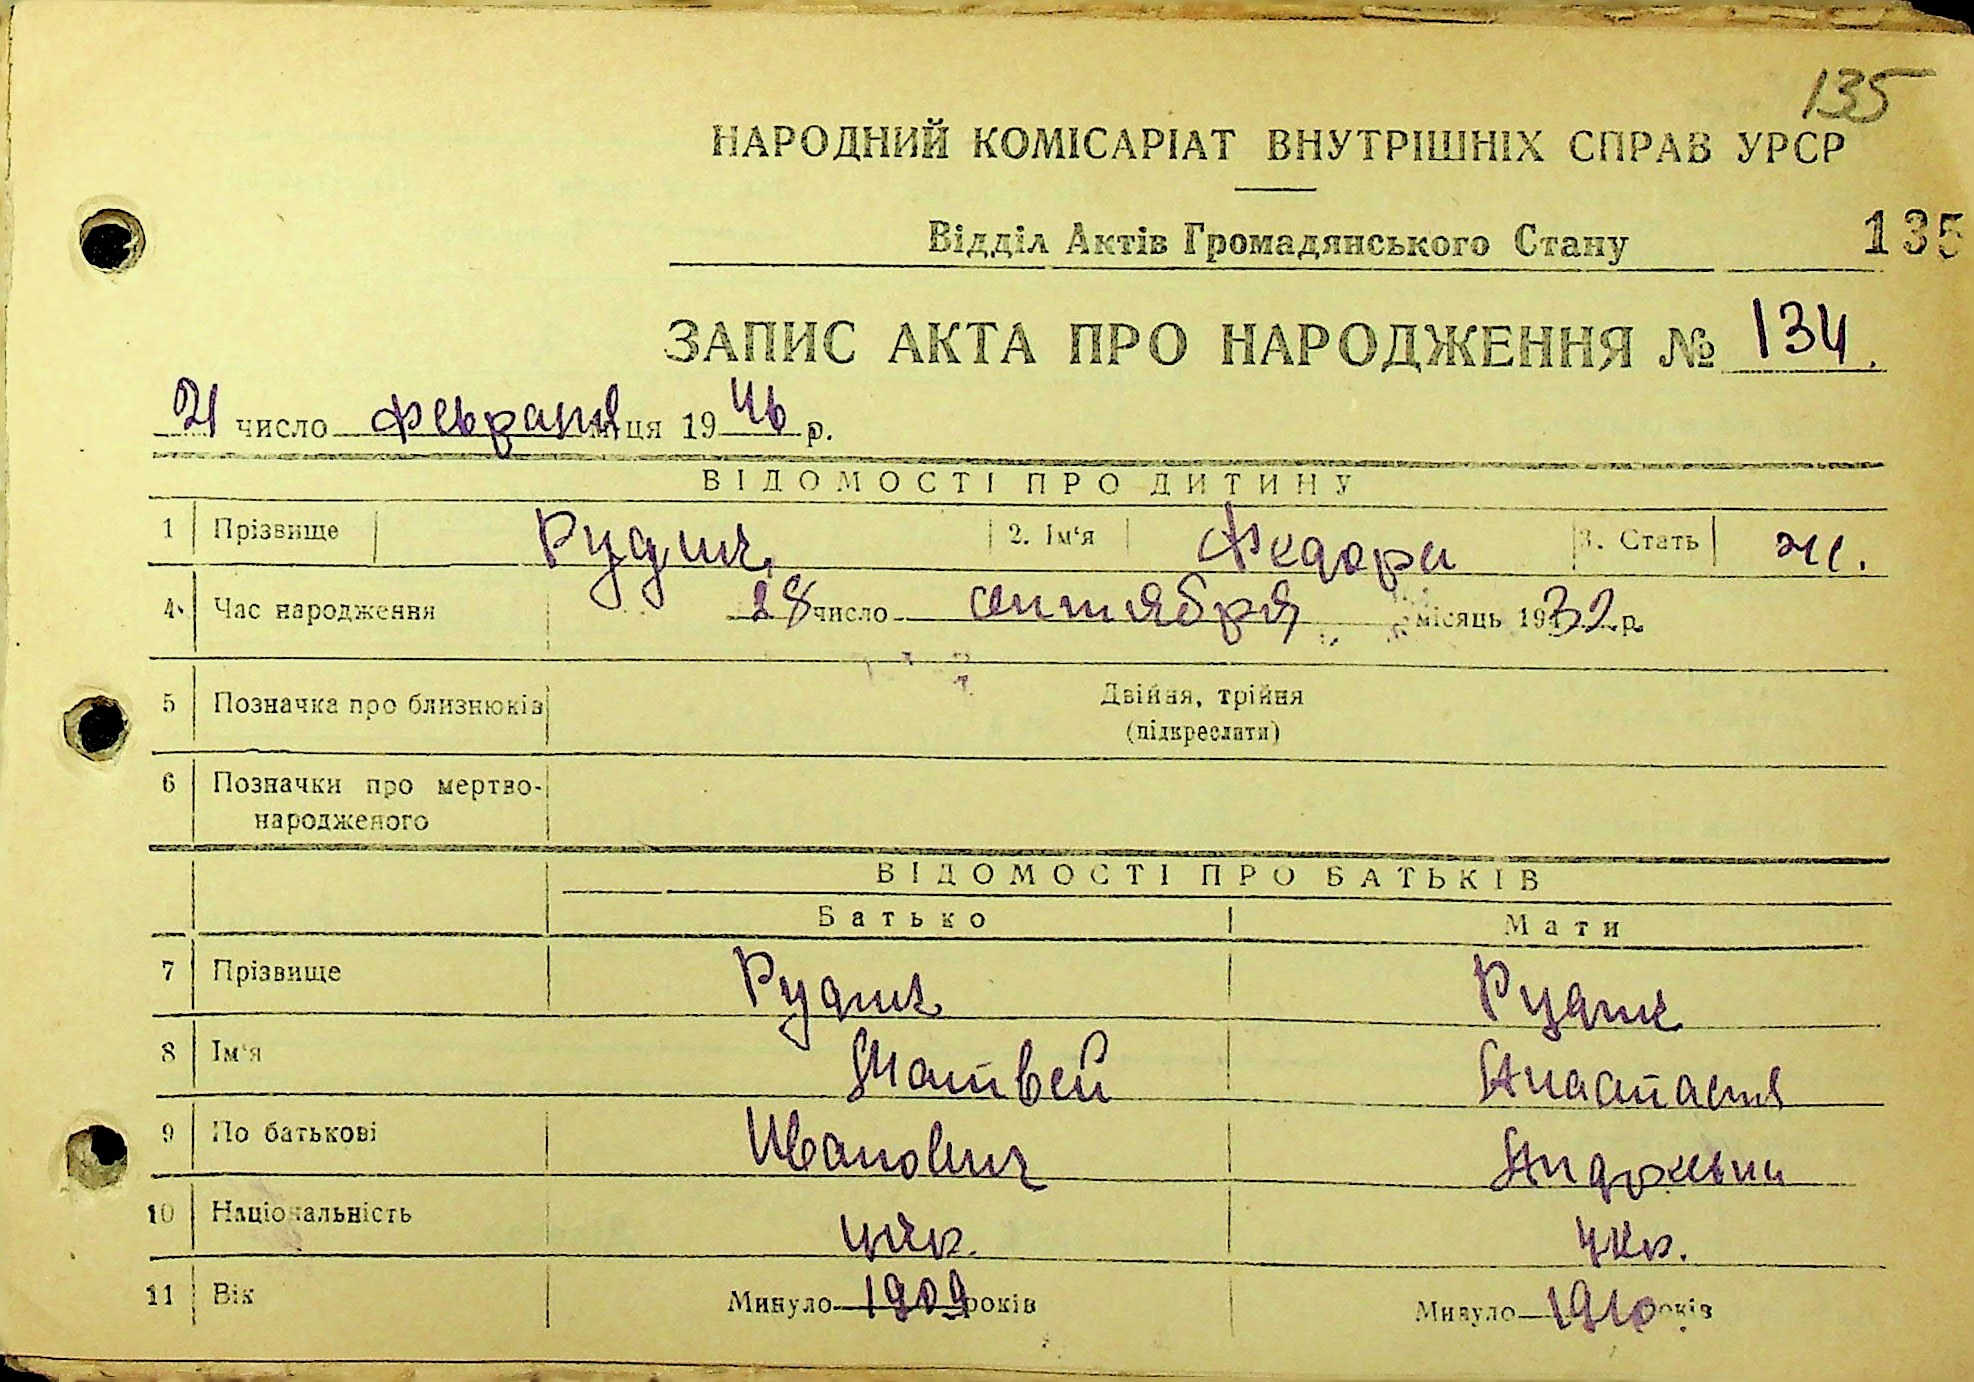 135
НАРОДНИЙ КОМІСАРІАТ ВНУТРІШНІХ СПРАВ УРСР
Відділ Актів Громадянського Стану 135
ЗАПИС АКТА ПРО НАРОДЖЕННЯ № 134
21 число февраля м-ця 1946 р.
ВІДОМОСТІ ПРО ДИТИНУ
1 Прізвище Рудич 2. Ім'я Федора 3. Стать ж.
4. Час народження 28 число сентября місяць 1932 р.
5 Позначка про близнюків Двійня, трійня
(підкреслити)
6 Позначки про мертво-
народженого
ВІДОМОСТІ ПРО БАТЬКІВ
Батько Мати
7 Прізвище Рудич Рудич
8 Ім'я Матвей Анастасия
9 По батькові Иванович Андреевна
10 Національність укр. укр.
11 Вік Минуло 1909 років Минуло 1910 років